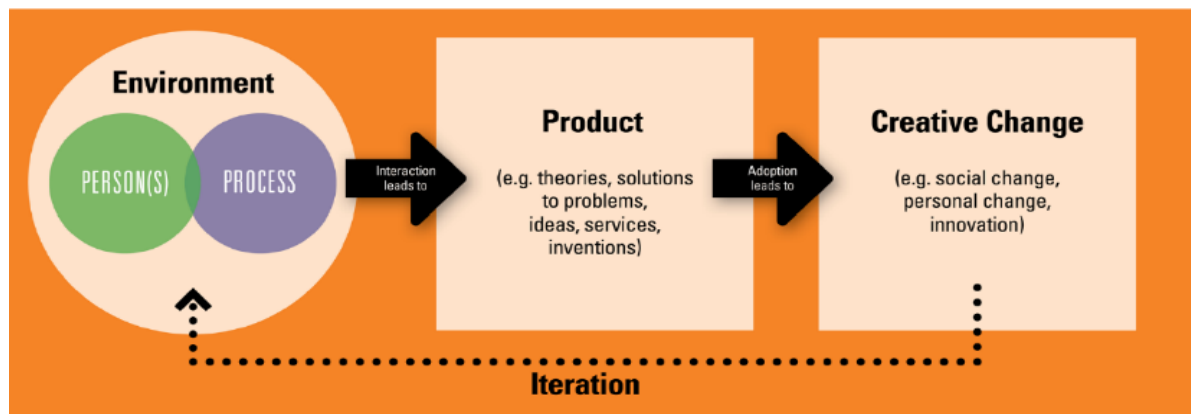 Environment
PERSON(S)
PROCESS
Interaction
leads to
Product
(e.g. theories, solutions
to problems,
ideas, services,
inventions)
Adoption
leads to
Creative Change
(e.g. social change,
personal change,
innovation)
Iteration